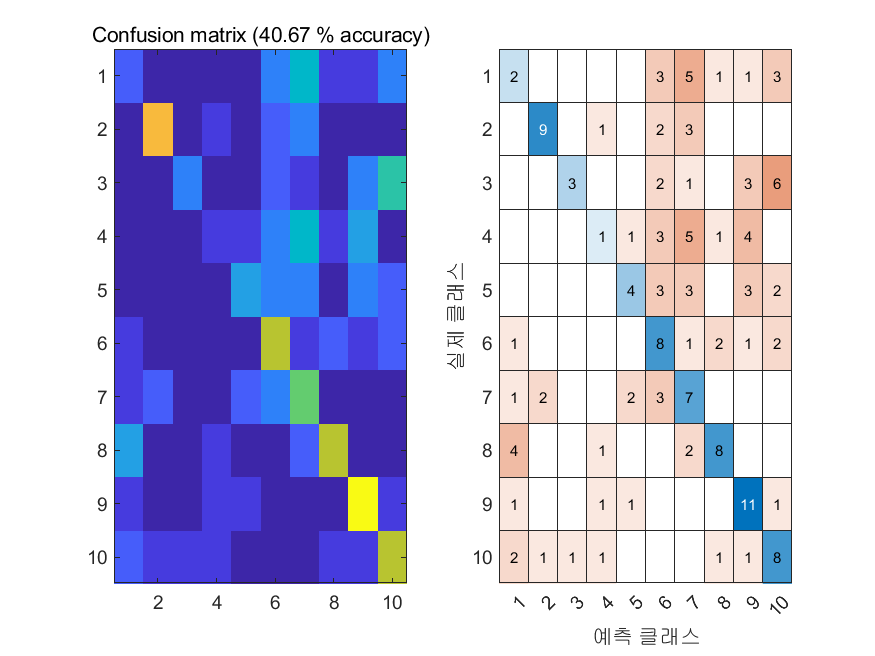 Confusion matrix (40.67 % accuracy)
1
2
3
4
5
6
7
8
9
10
2 4 6 8 10
실제 클래스
1 2 3 5 1 1 3
2 9 1 2 3
3 3 2 1 3 6
4 1 1 3 5 1 4
5 4 3 3 3 2
6 1 8 1 2 1 2
7 1 2 2 3 7
8 4 1 2 8
9 1 1 1 11 1
10 2 1 1 1 1 1 8
1 2 3 4 5 6 7 8 9 10
예측 클래스